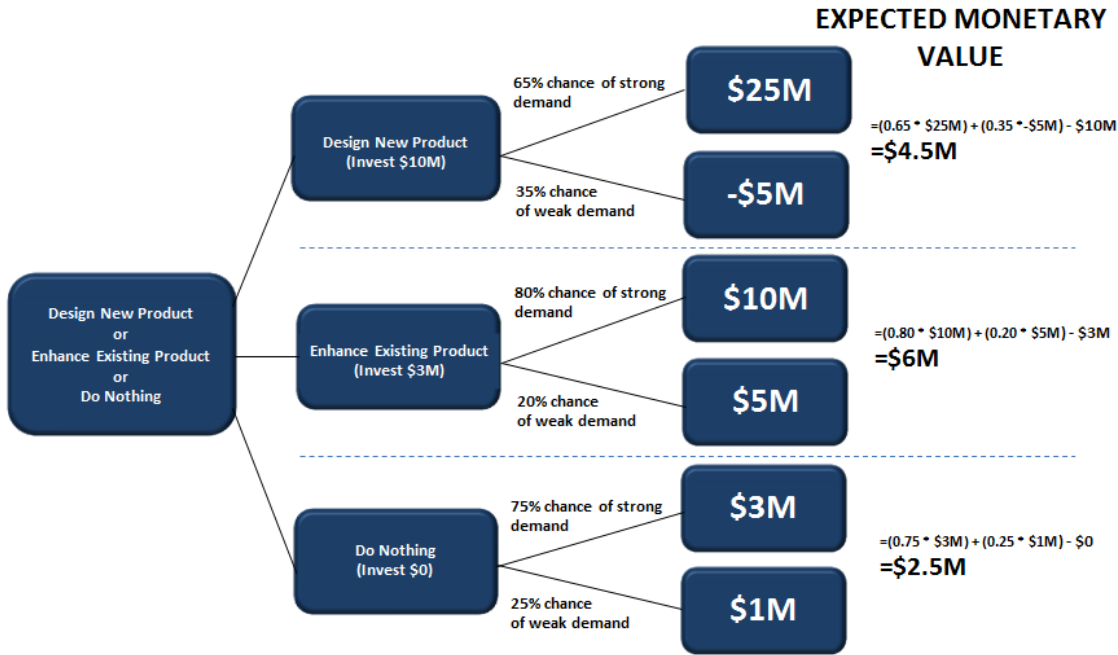 EXPECTED MONETARY
VALUE
Design New Product
or
Enhance Existing Product
or
Do Nothing
Design New Product
(Invest $10M)
65% chance of strong
demand
$25M
35% chance
of weak demand
-$5M
=(0.65 * $25M) + (0.35 *-$5M) - $10M
=$4.5M
Enhance Existing Product
(Invest $3M)
80% chance of strong
demand
$10M
20% chance
of weak demand
$5M
=(0.80 * $10M) + (0.20 * $5M) - $3M
=$6M
Do Nothing
(Invest $0)
75% chance of strong
demand
$3M
25% chance
of weak demand
$1M
=(0.75 * $3M) + (0.25 * $1M) - $0
=$2.5M